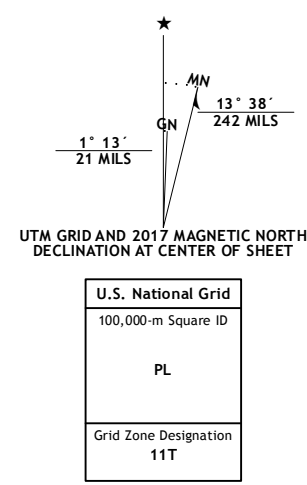 ★
MN
GN
13° 38´
242 MILS
1° 13´
21 MILS
UTM GRID AND 2017 MAGNETIC NORTH
DECLINATION AT CENTER OF SHEET
U.S. National Grid
100,000-m Square ID
PL
Grid Zone Designation
11T